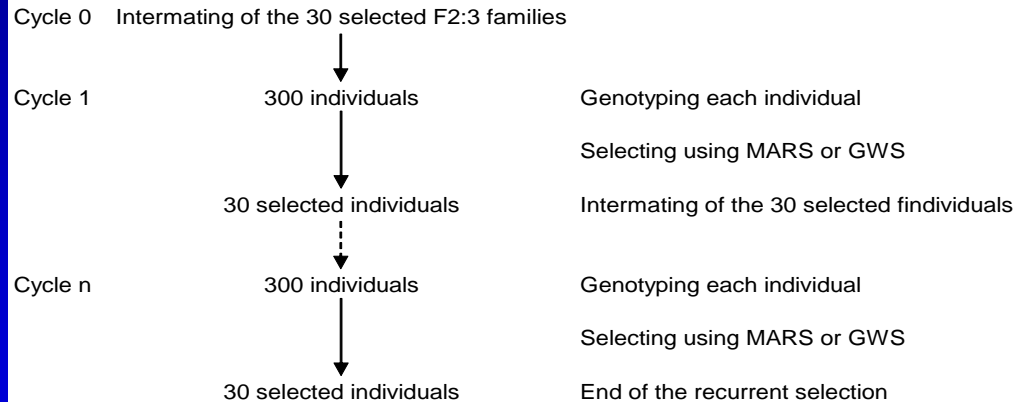 Cycle 0 Intermating of the 30 selected F2:3 families
Cycle 1 300 individuals Genotyping each individual
Selecting using MARS or GWS
30 selected individuals Intermating of the 30 selected findividuals
Cycle n 300 individuals Genotyping each individual
Selecting using MARS or GWS
30 selected individuals End of the recurrent selection